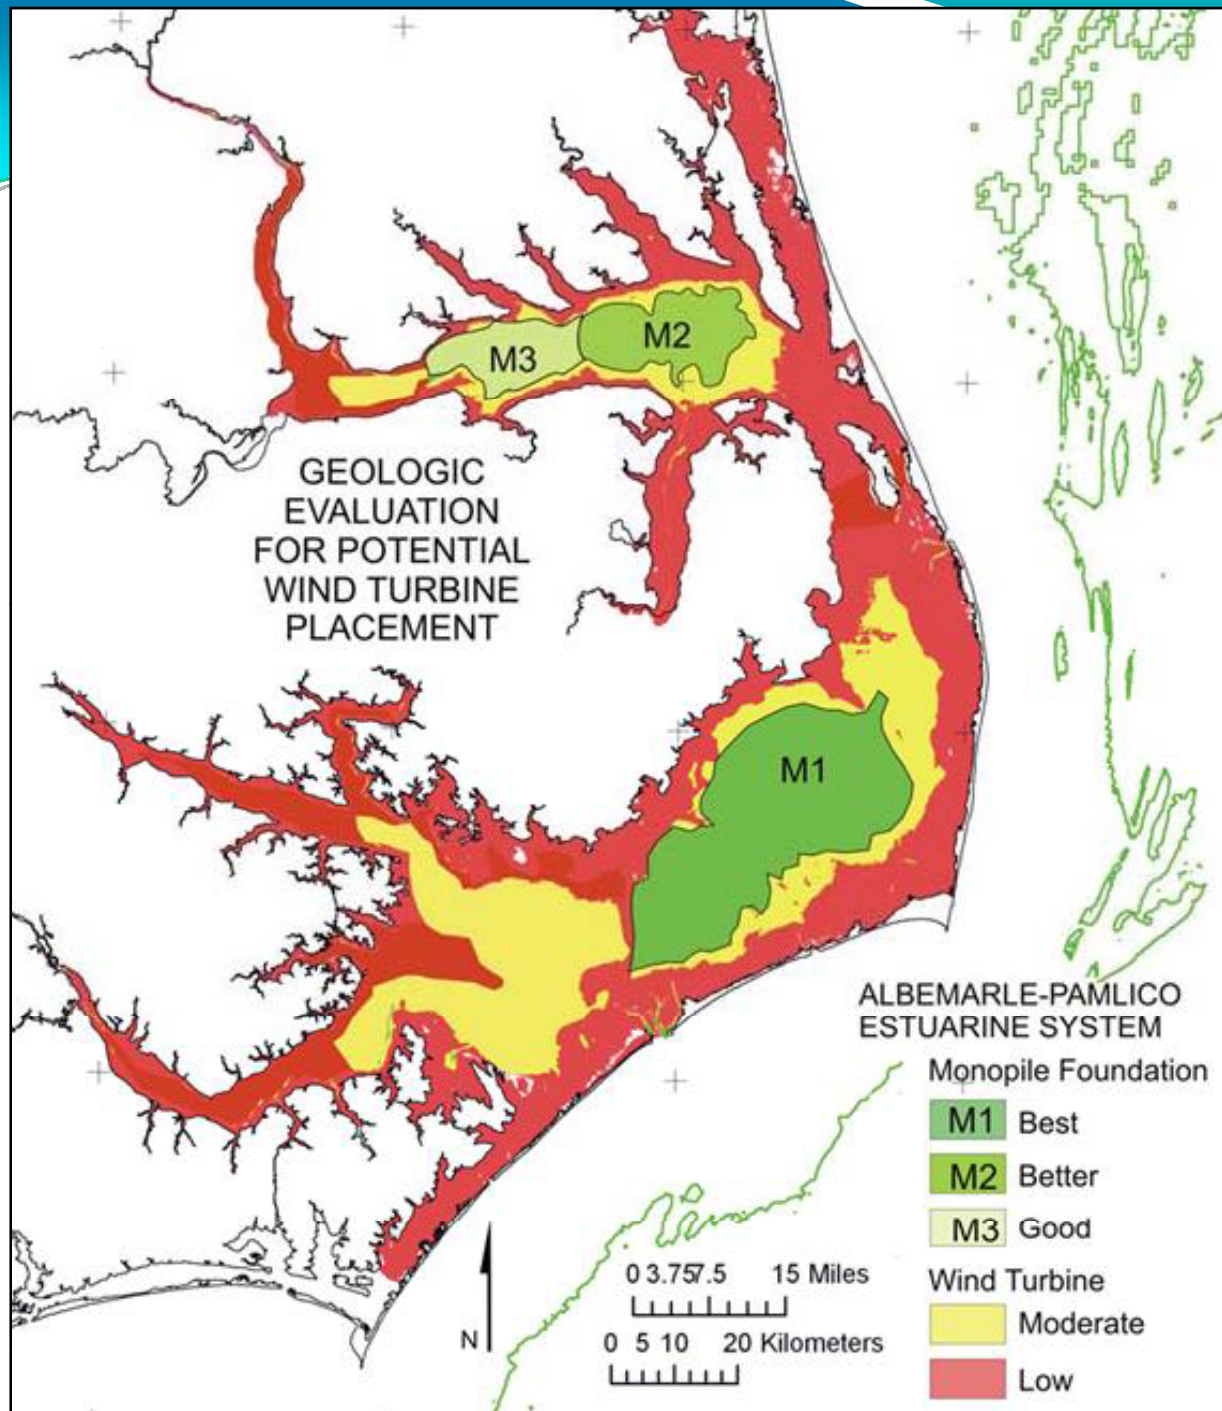 M2
M3
GEOLOGIC
EVALUATION
FOR POTENTIAL
WIND TURBINE
PLACEMENT
M1
ALBEMARLE-PAMLICO
ESTUARINE SYSTEM
Monopile Foundation
M1 Best
M2 Better
M3 Good
Wind Turbine
Moderate
Low
0 3.75 7.5 15 Miles
0 5 10 20 Kilometers
N